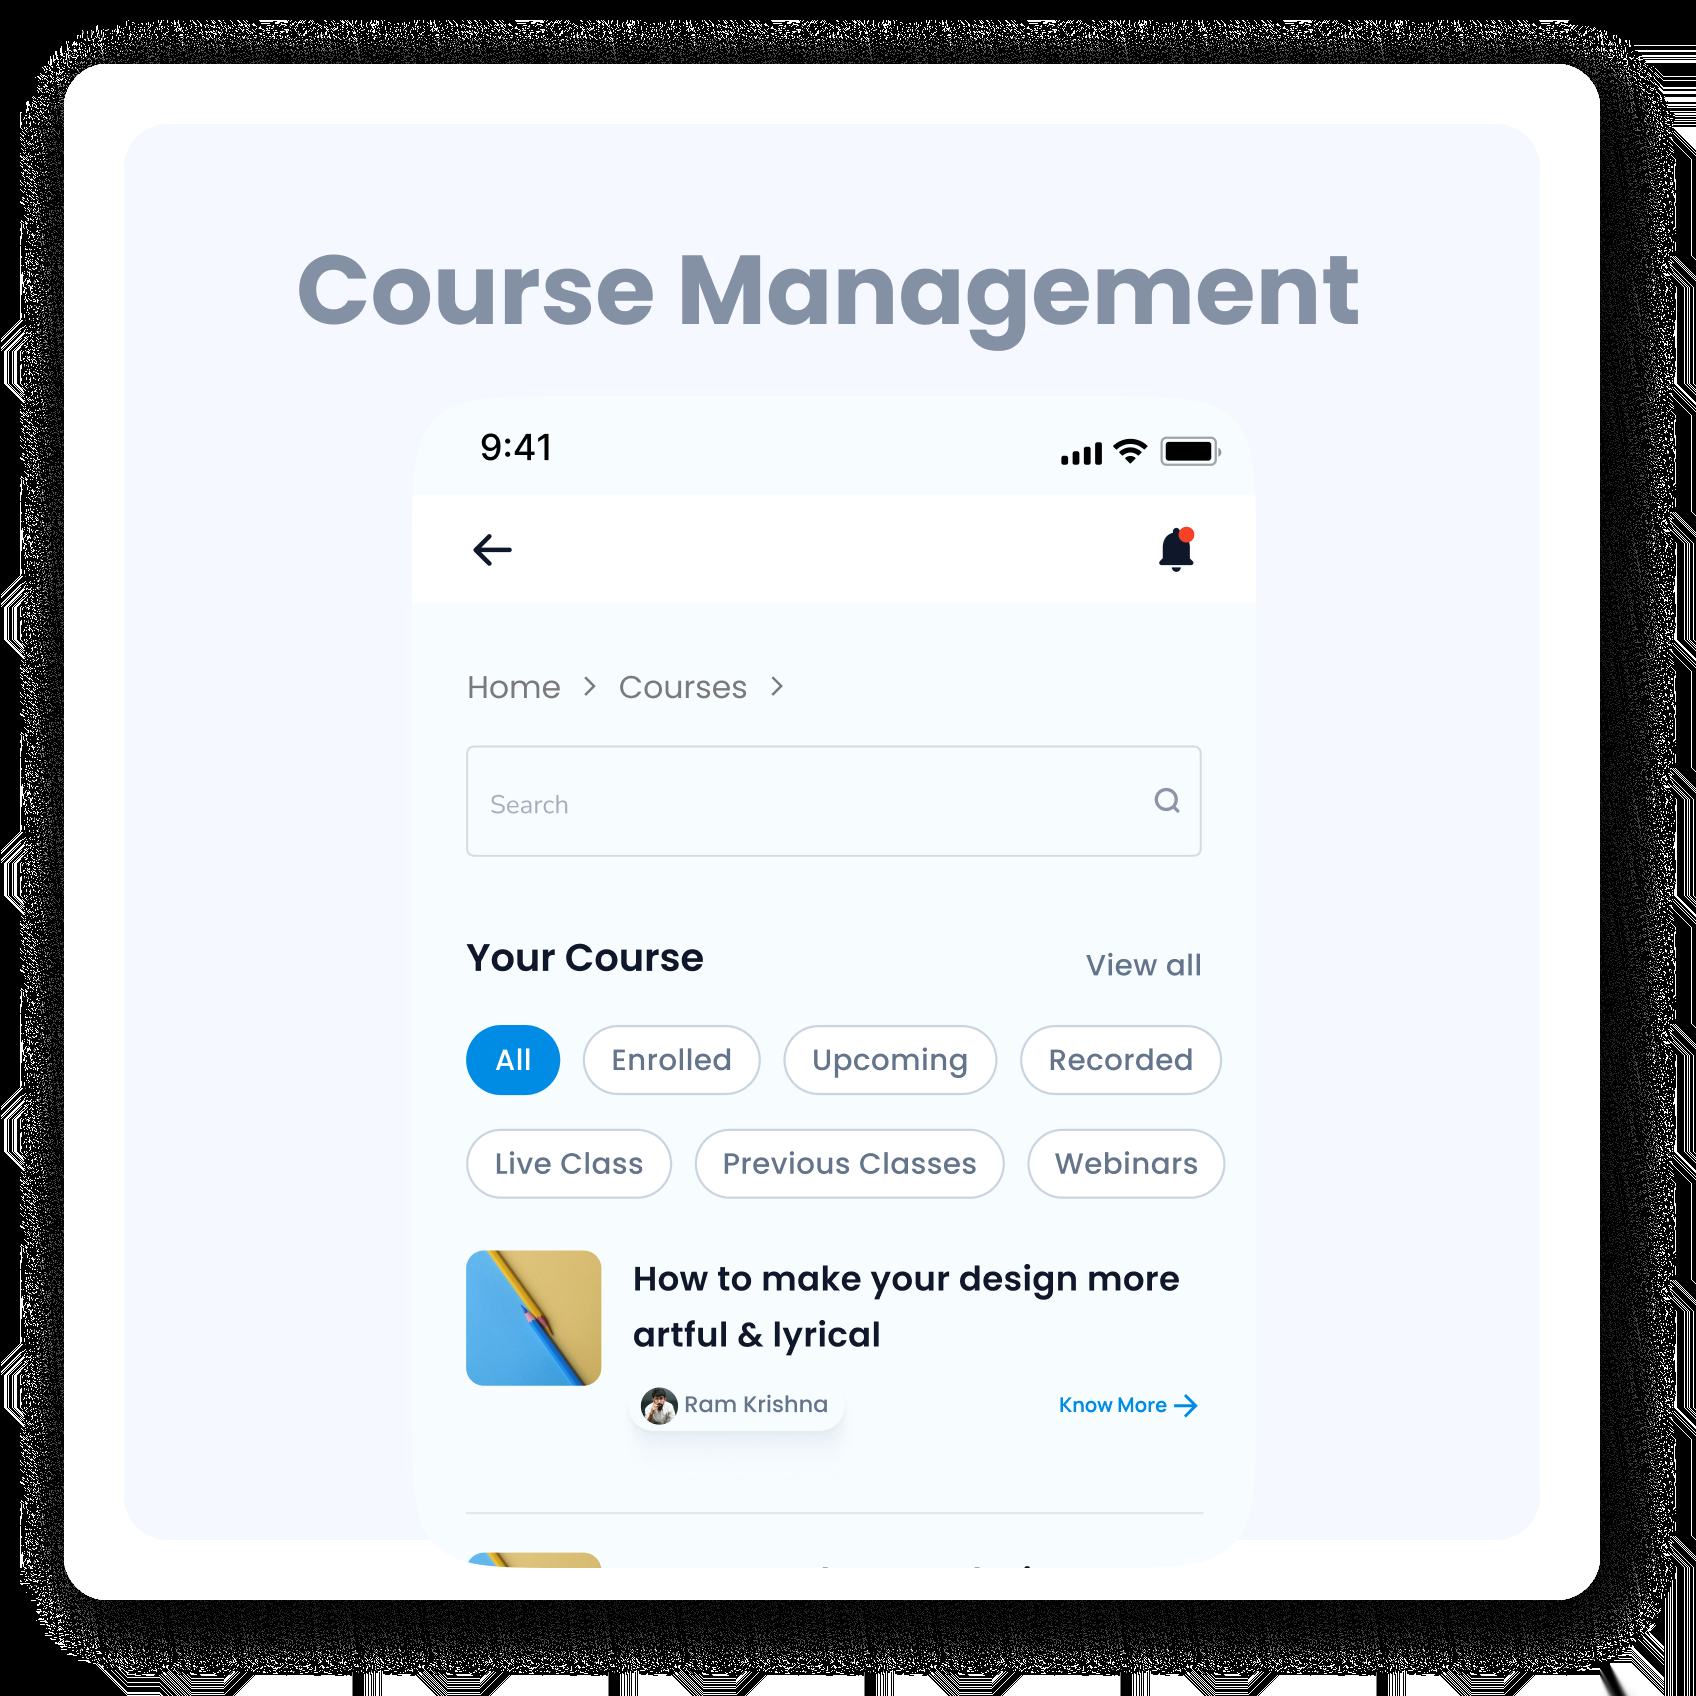 Course Management
9:41
Home > Courses >
Search
Your Course
View all
All Enrolled Upcoming Recorded
Live Class Previous Classes Webinars
How to make your design more
artful & lyrical
Ram Krishna
Know More →